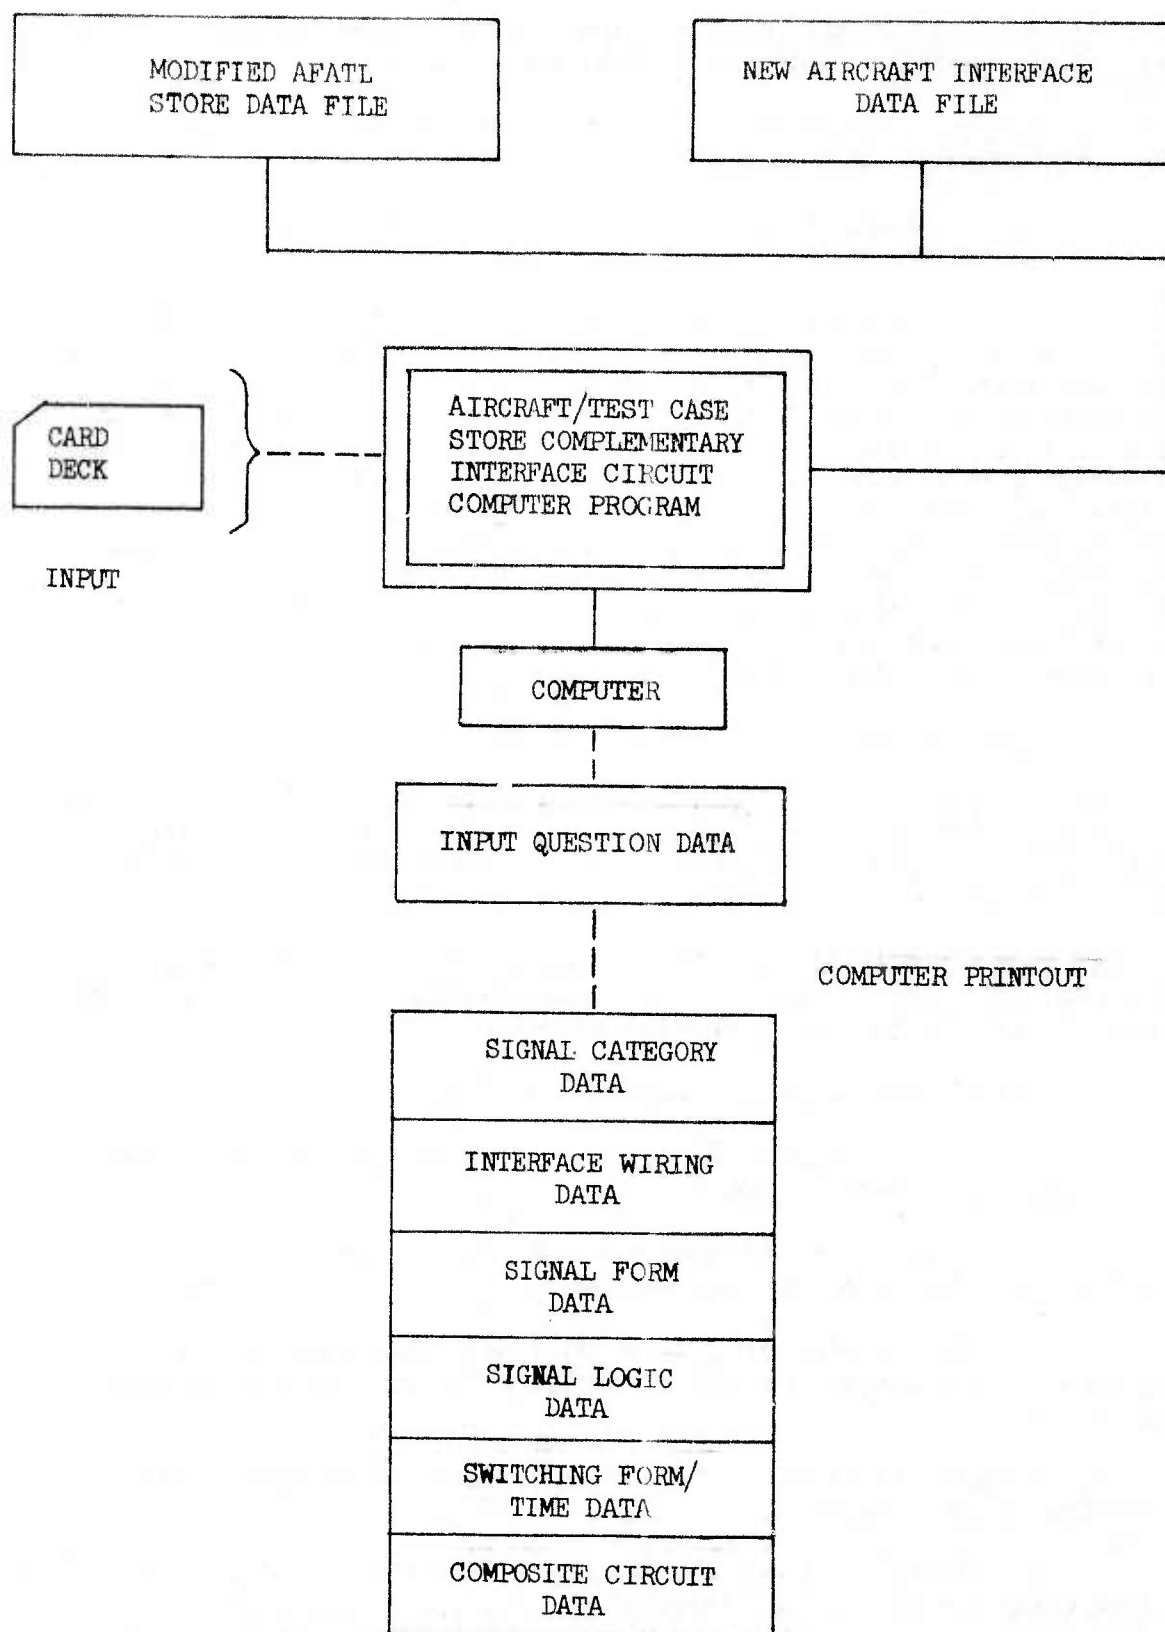 MODIFIED AFATL
STORE DATA FILE
NEW AIRCRAFT INTERFACE
DATA FILE
AIRCRAFT/TEST CASE
STORE COMPLEMENTARY
INTERFACE CIRCUIT
COMPUTER PROGRAM
CARD
DECK
INPUT
COMPUTER
INPUT QUESTION DATA
COMPUTER PRINTOUT
SIGNAL CATEGORY
DATA
INTERFACE WIRING
DATA
SIGNAL FORM
DATA
SIGNAL LOGIC
DATA
SWITCHING FORM/
TIME DATA
COMPOSITE CIRCUIT
DATA